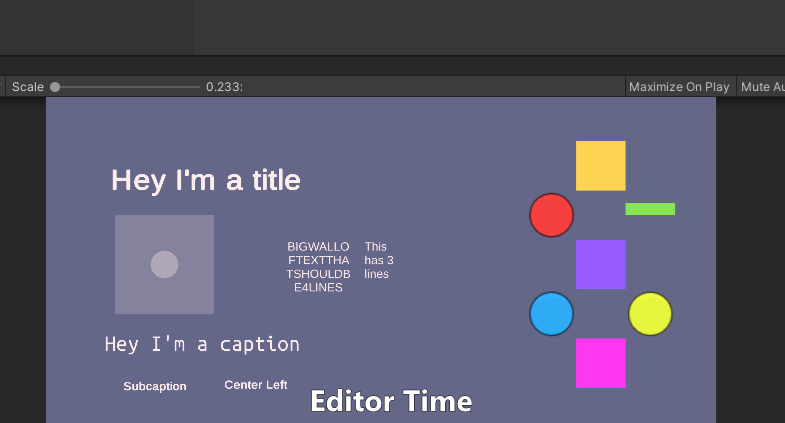 Scale 0.233:
Maximize On Play
Mute Au
Hey I'm a title
BIGWALLO
FTEXTTHA
TSHOULDB
E4LINES
This
has 3
lines
Hey I'm a caption
Subcaption
Center Left
Editor Time